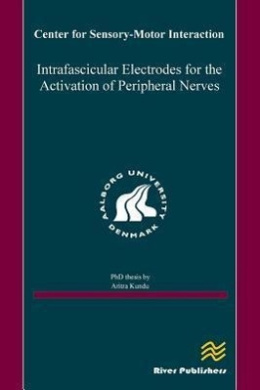 Center for Sensory-Motor Interaction
Intrafascicular Electrodes for the
Activation of Peripheral Nerves
AALBORG UNIVERSITY
DENMARK
PhD thesis by
Aritra Kundu
River Publishers